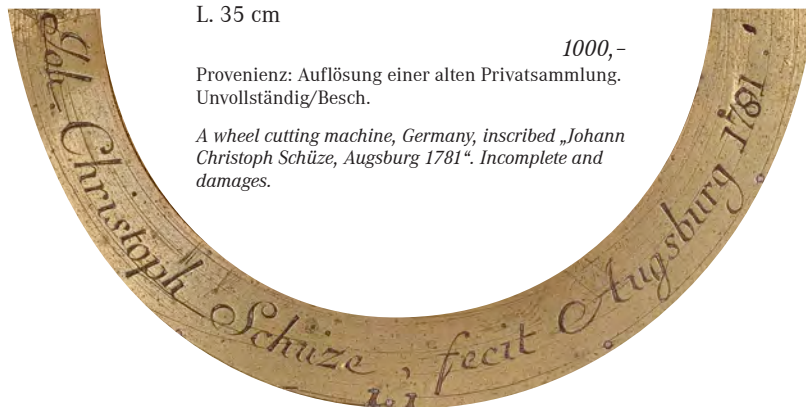 L. 35 cm
1000,–
Provenienz: Auflösung einer alten Privatsammlung.
Unvollständig/Besch.
A wheel cutting machine, Germany, inscribed „Johann
Christoph Schüze, Augsburg 1781“. Incomplete and
damages.
Joh. Christoph Schüze, fecit Augsburg 1781.